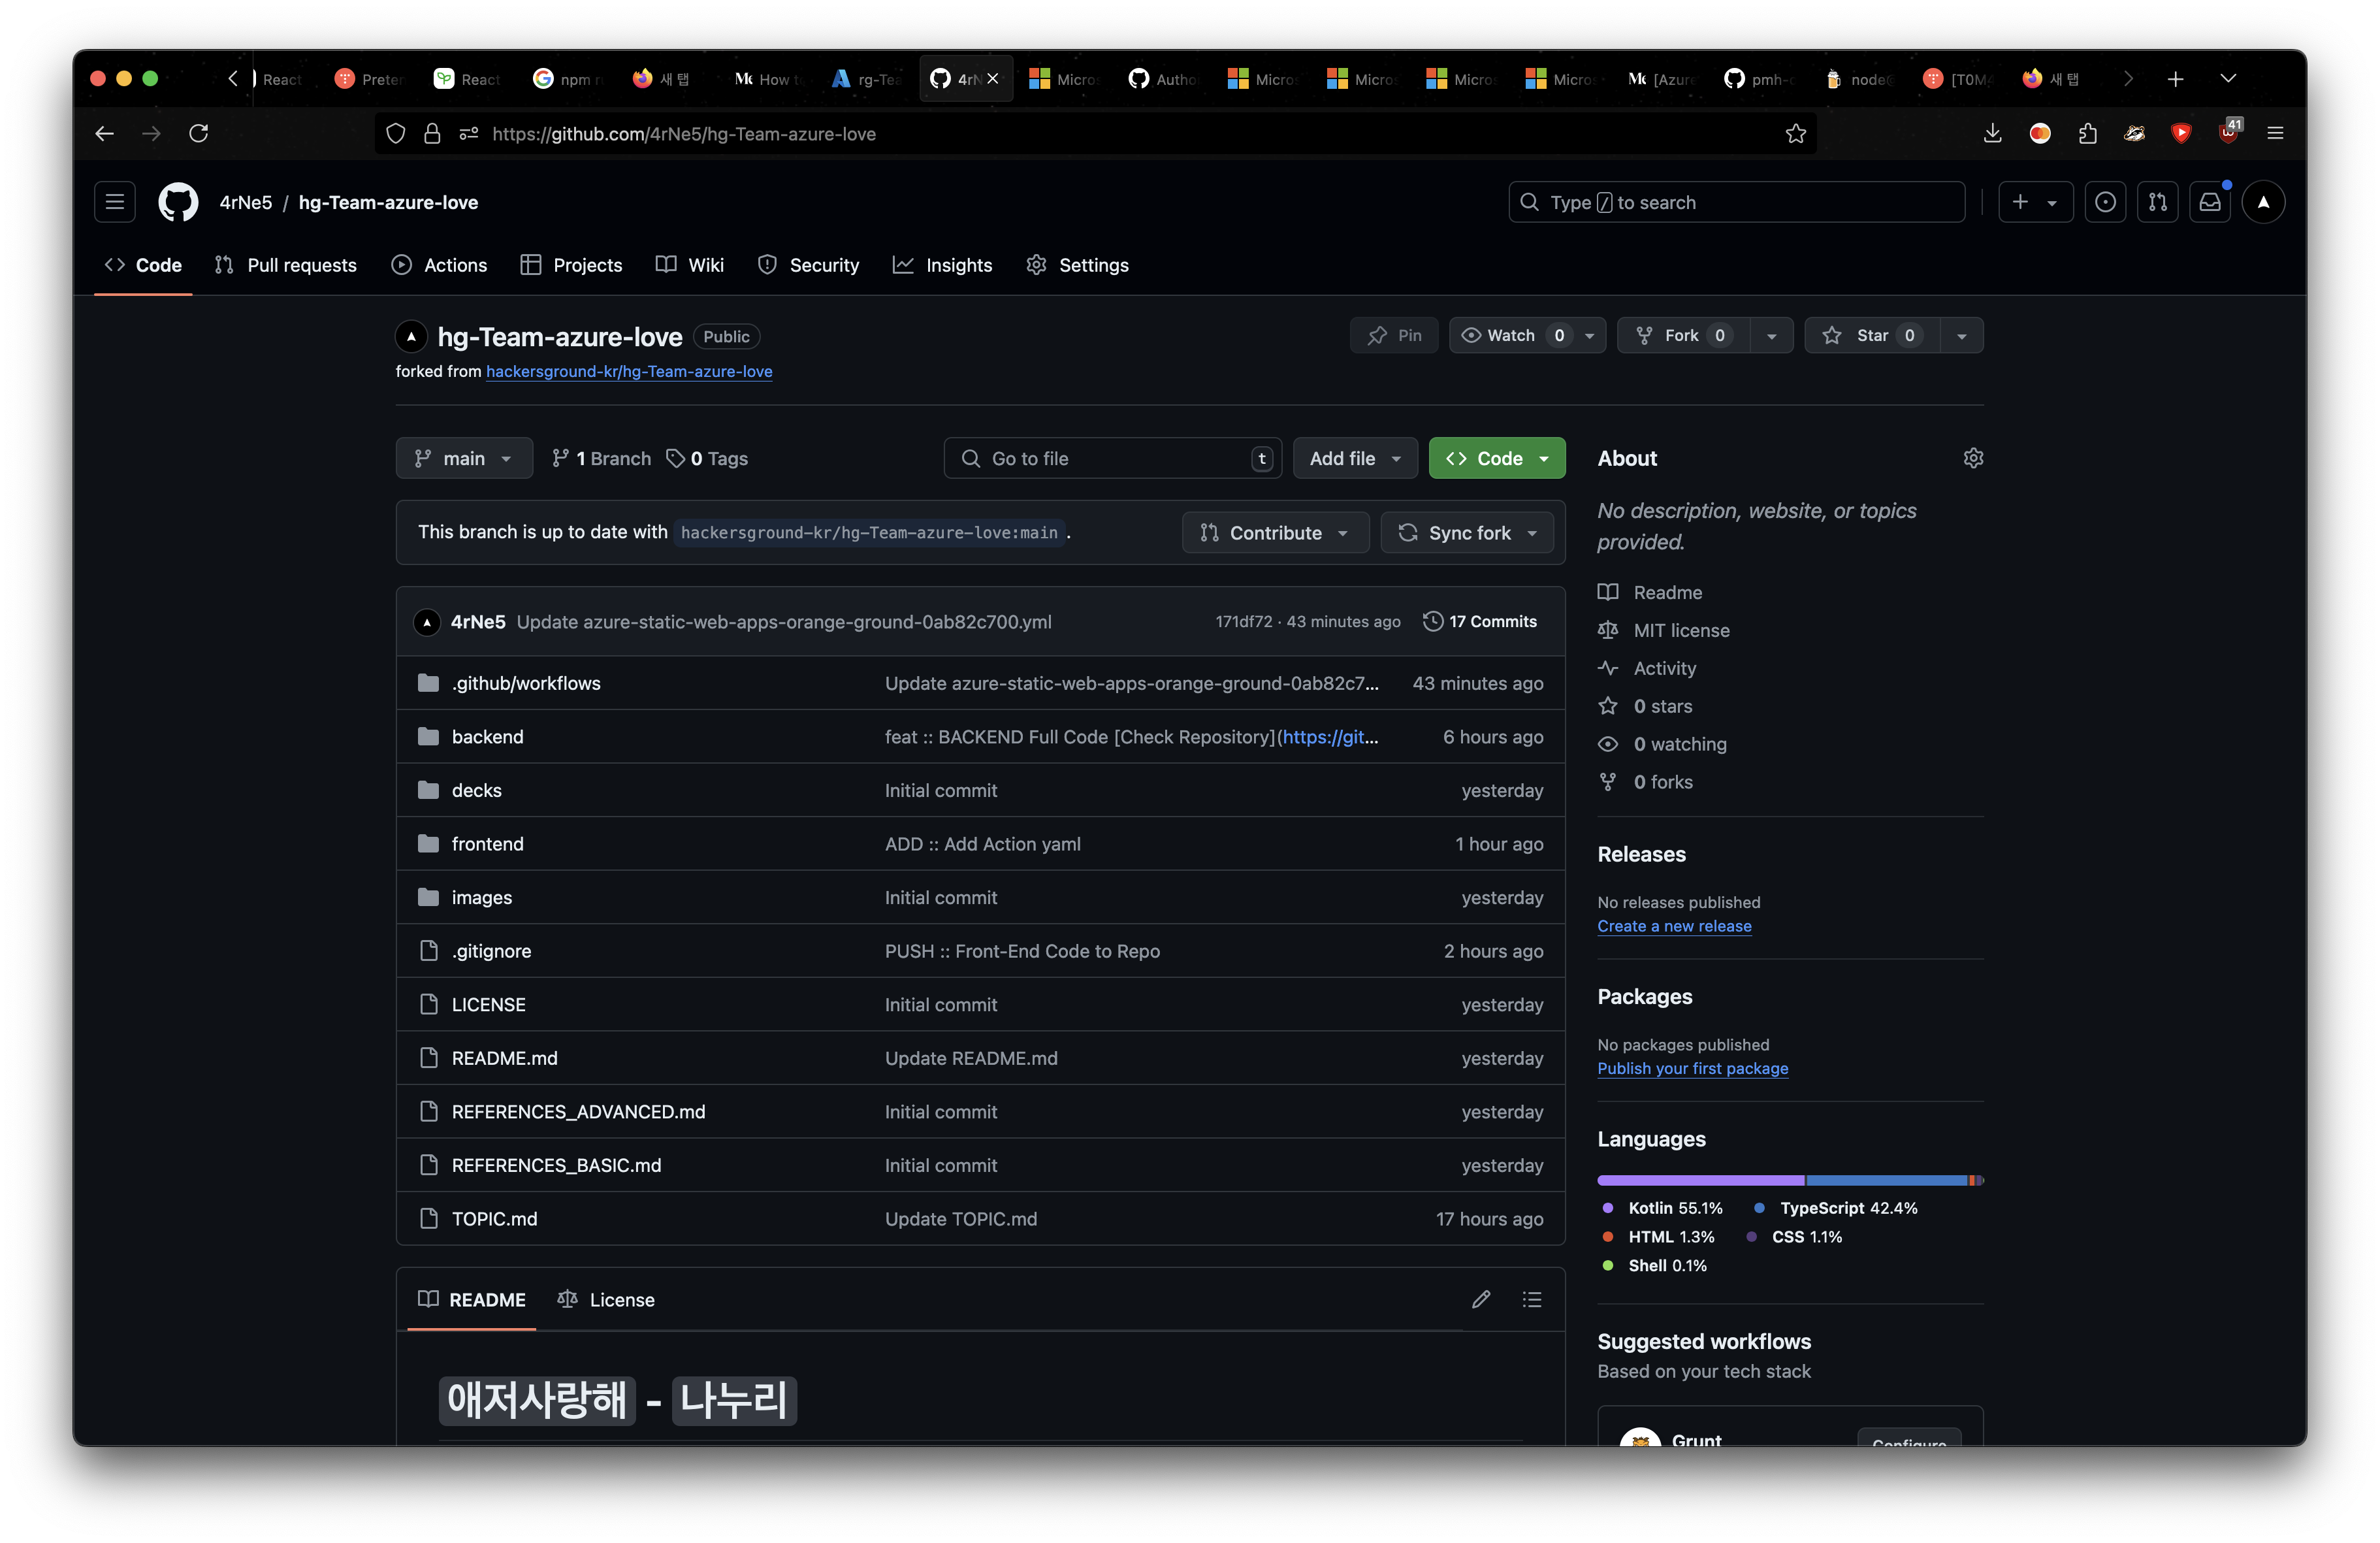 React
Preten
React
npm r
새 탭
How t
rg-Tea
4rN
Micros
Autho
Micros
Micros
Micros
Micros
[Azure
pmh-c
node@
[T0M4
새 탭
https://github.com/4rNe5/hg-Team-azure-love
41
4rNe5 / hg-Team-azure-love
Type / to search
Code
Pull requests
Actions
Projects
Wiki
Security
Insights
Settings
hg-Team-azure-love Public
Pin
Watch 0
Fork 0
Star 0
forked from hackersground-kr/hg-Team-azure-love
main
1 Branch
0 Tags
Go to file t
Add file
Code
This branch is up to date with hackersground-kr/hg-Team-azure-love:main .
Contribute
Sync fork
4rNe5 Update azure-static-web-apps-orange-ground-0ab82c700.yml 171df72 · 43 minutes ago 17 Commits
.github/workflows Update azure-static-web-apps-orange-ground-0ab82c7... 43 minutes ago
backend feat :: BACKEND Full Code [Check Repository](https://git... 6 hours ago
decks Initial commit yesterday
frontend ADD :: Add Action yaml 1 hour ago
images Initial commit yesterday
.gitignore PUSH :: Front-End Code to Repo 2 hours ago
LICENSE Initial commit yesterday
README.md Update README.md yesterday
REFERENCES_ADVANCED.md Initial commit yesterday
REFERENCES_BASIC.md Initial commit yesterday
TOPIC.md Update TOPIC.md 17 hours ago
README
License
애저사랑해 - 나누리
About
No description, website, or topics
provided.
Readme
MIT license
Activity
0 stars
0 watching
0 forks
Releases
No releases published
Create a new release
Packages
No packages published
Publish your first package
Languages
Kotlin 55.1% TypeScript 42.4%
HTML 1.3% CSS 1.1%
Shell 0.1%
Suggested workflows
Based on your tech stack
Grunt
Configure